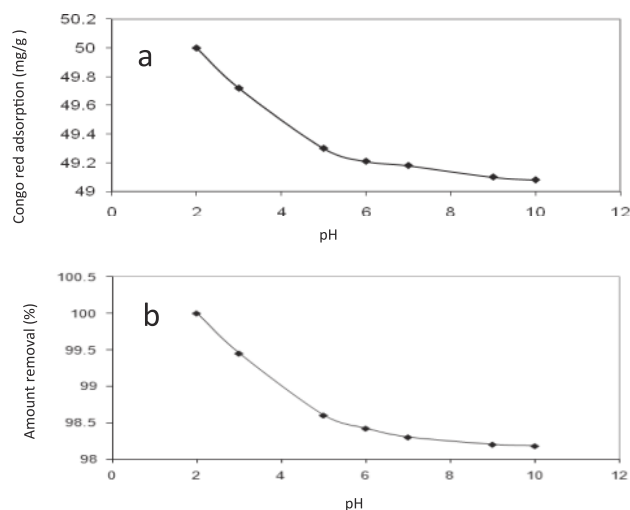 50.2
50
49.8
49.6
49.4
49.2
49
Congo red adsorption (mg/g )
a
0 2 4 6 8 10 12
pH
100.5
100
99.5
99
98.5
98
Amount removal (%)
b
0 2 4 6 8 10 12
pH